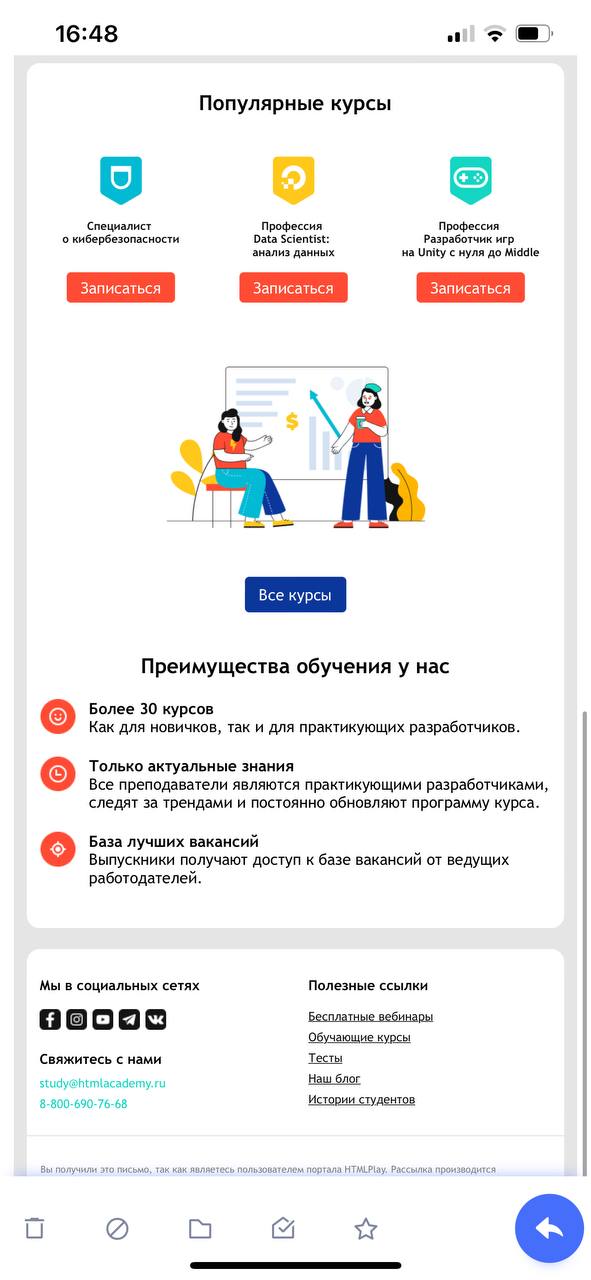 16:48
Популярные курсы
Специалист
о кибербезопасности
Записаться
Профессия
Data Scientist:
анализ данных
Записаться
Профессия
Разработчик игр
на Unity с нуля до Middle
Записаться
$
Все курсы
Преимущества обучения у нас
Более 30 курсов
Как для новичков, так и для практикующих разработчиков.
Только актуальные знания
Все преподаватели являются практикующими разработчиками,
следят за трендами и постоянно обновляют программу курса.
База лучших вакансий
Выпускники получают доступ к базе вакансий от ведущих
работодателей.
Мы в социальных сетях
Свяжитесь с нами
study@htmlacademy.ru
8-800-690-76-68
Полезные ссылки
Бесплатные вебинары
Обучающие курсы
Тесты
Наш блог
Истории студентов
Вы получили это письмо, так как являетесь пользователем портала HTMLPlay. Рассылка производится